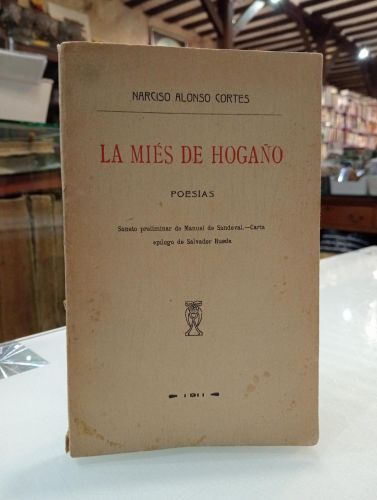 NARCISO ALONSO CORTES
LA MIÉS DE HOGAÑO
POESÍAS
Soneto preliminar de Manuel de Sandoval.—Carta
epílogo de Salvador Rueda
1911